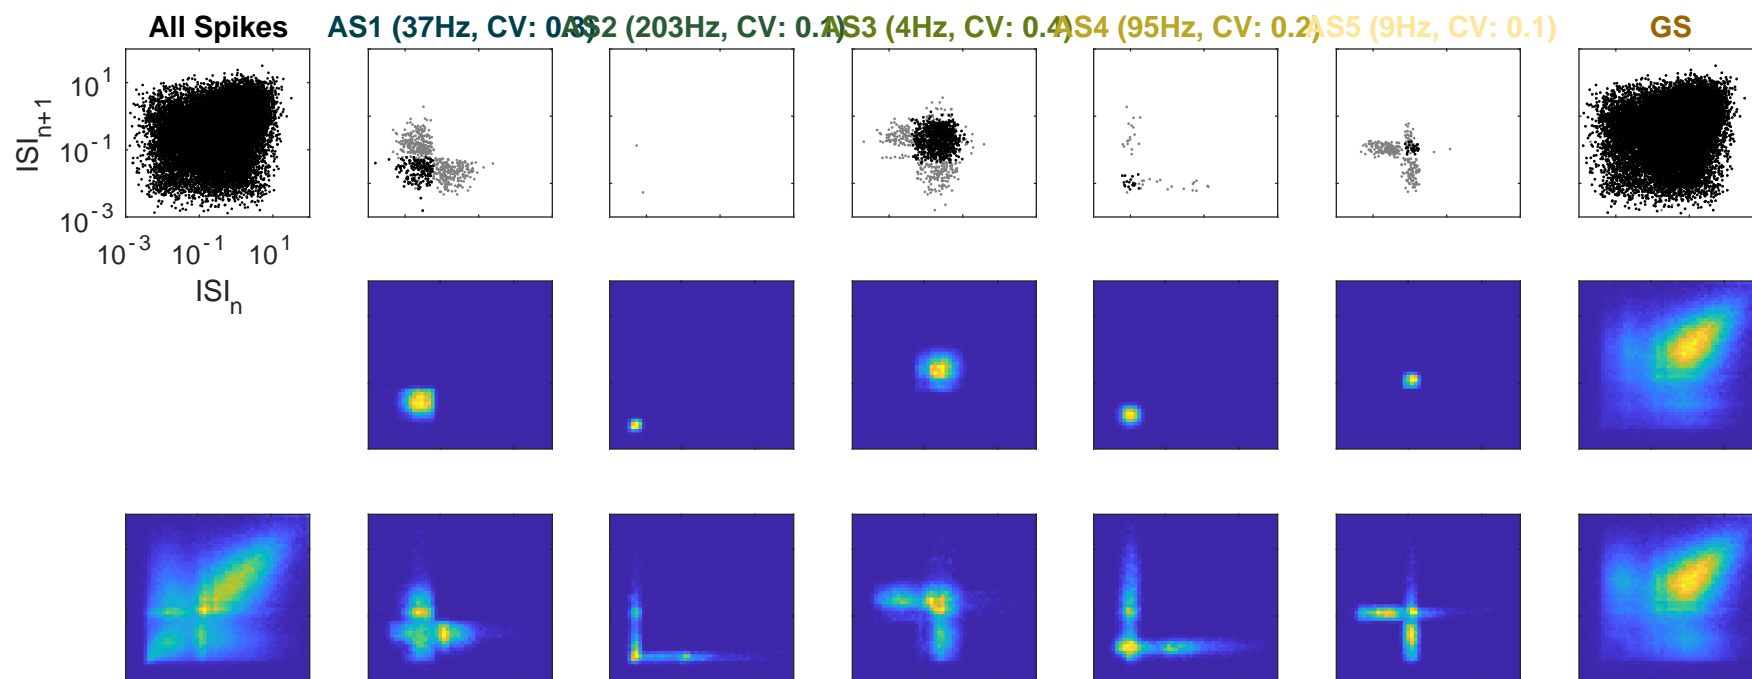 All Spikes
AS1 (37Hz, CV: 0.3)
AS2 (203Hz, CV: 0.1)
AS3 (4Hz, CV: 0.4)
AS4 (95Hz, CV: 0.2)
AS5 (9Hz, CV: 0.1)
GS
10^1
10^-1
10^-3
ISI_n+1
10^-3 10^-1 10^1
ISI_n